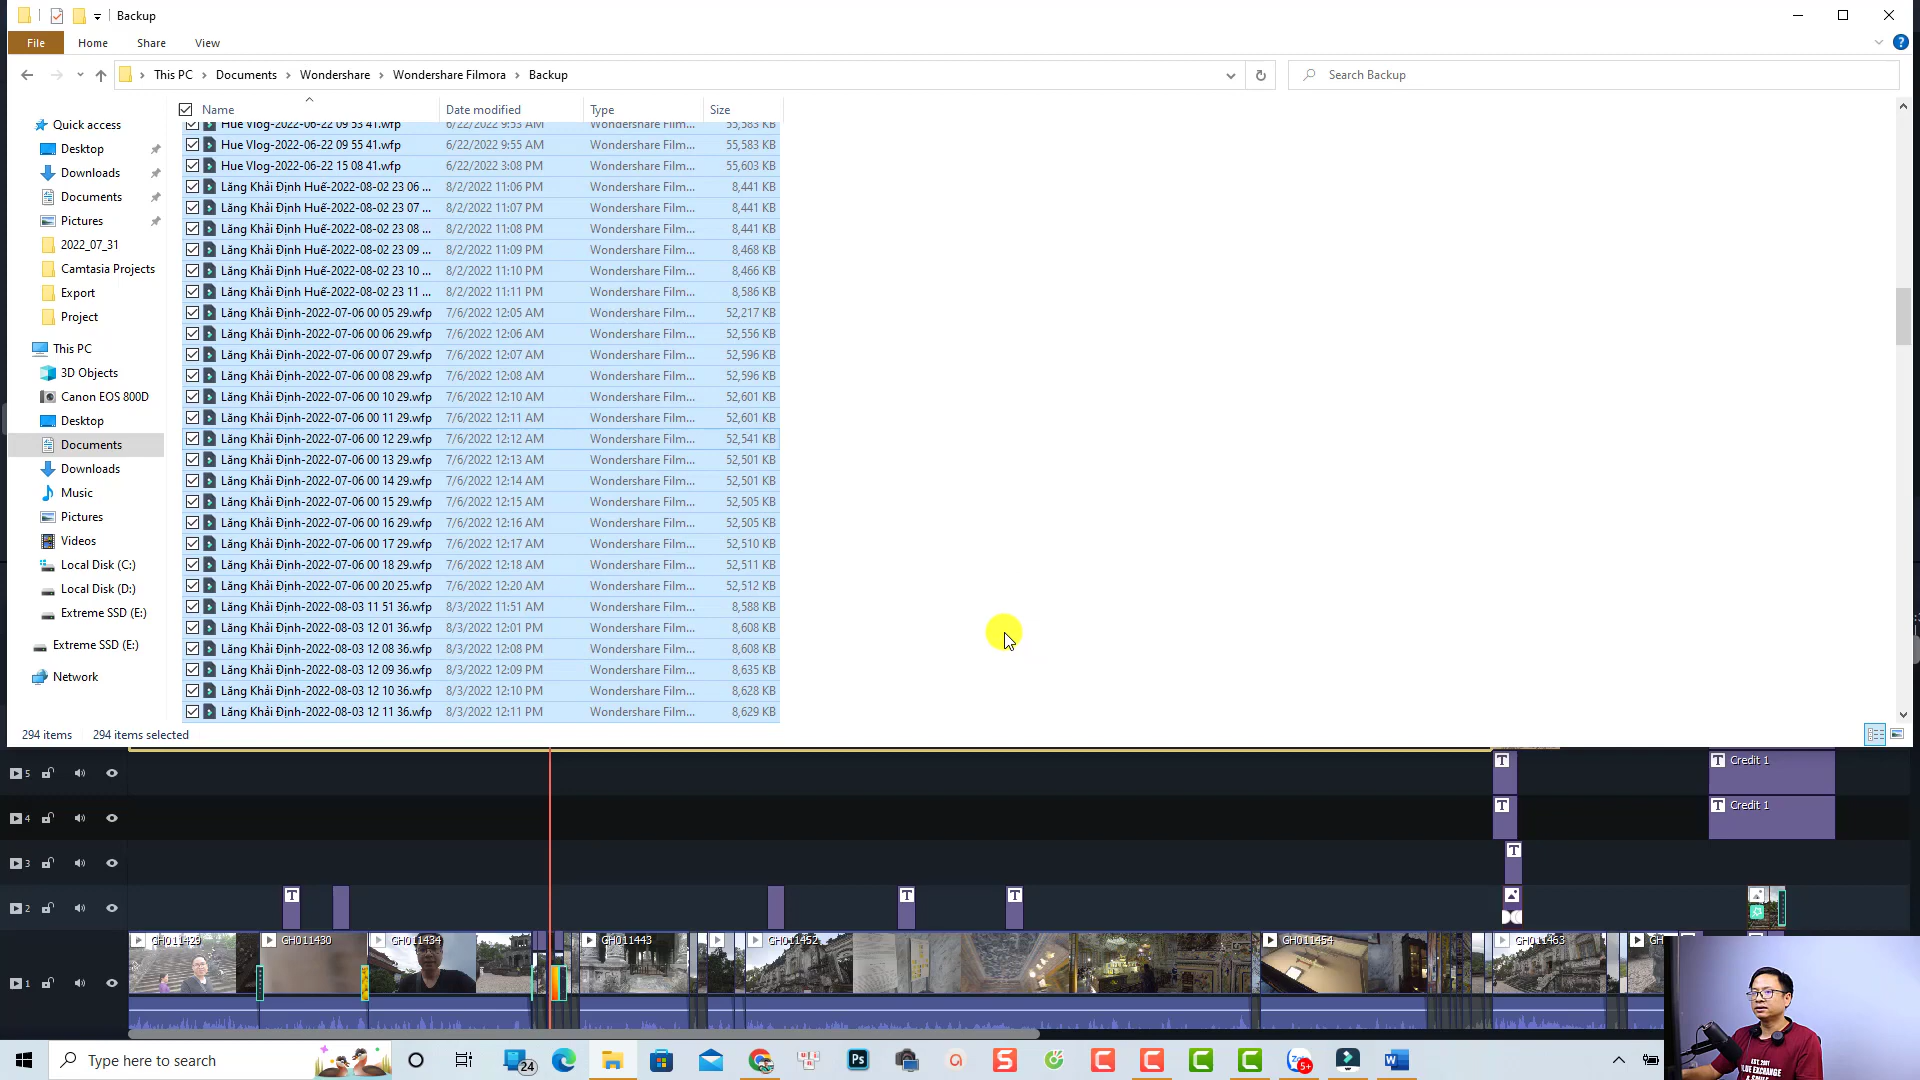 Backup
File Home Share View
This PC > Documents > Wondershare > Wondershare Filmora > Backup
Search Backup
Name Date modified Type Size
Quick access
Desktop
Downloads
Documents
Pictures
2022_07_31
Camtasia Projects
Export
Project
This PC
3D Objects
Canon EOS 800D
Desktop
Documents
Downloads
Music
Pictures
Videos
Local Disk (C:)
Local Disk (D:)
Extreme SSD (E:)
Extreme SSD (E:)
Network
Hue Vlog-2022-06-22 09 53 41.wfp 6/22/2022 9:53 AM Wondershare Film... 55,583 KB
Hue Vlog-2022-06-22 09 55 41.wfp 6/22/2022 9:55 AM Wondershare Film... 55,583 KB
Hue Vlog-2022-06-22 15 08 41.wfp 6/22/2022 3:08 PM Wondershare Film... 55,603 KB
Lăng Khải Định Huế-2022-08-02 23 06 ... 8/2/2022 11:06 PM Wondershare Film... 8,441 KB
Lăng Khải Định Huế-2022-08-02 23 07 ... 8/2/2022 11:07 PM Wondershare Film... 8,441 KB
Lăng Khải Định Huế-2022-08-02 23 08 ... 8/2/2022 11:08 PM Wondershare Film... 8,441 KB
Lăng Khải Định Huế-2022-08-02 23 09 ... 8/2/2022 11:09 PM Wondershare Film... 8,468 KB
Lăng Khải Định Huế-2022-08-02 23 10 ... 8/2/2022 11:10 PM Wondershare Film... 8,466 KB
Lăng Khải Định Huế-2022-08-02 23 11 ... 8/2/2022 11:11 PM Wondershare Film... 8,586 KB
Lăng Khải Định-2022-07-06 00 05 29.wfp 7/6/2022 12:05 AM Wondershare Film... 52,217 KB
Lăng Khải Định-2022-07-06 00 06 29.wfp 7/6/2022 12:06 AM Wondershare Film... 52,556 KB
Lăng Khải Định-2022-07-06 00 07 29.wfp 7/6/2022 12:07 AM Wondershare Film... 52,596 KB
Lăng Khải Định-2022-07-06 00 08 29.wfp 7/6/2022 12:08 AM Wondershare Film... 52,596 KB
Lăng Khải Định-2022-07-06 00 10 29.wfp 7/6/2022 12:10 AM Wondershare Film... 52,601 KB
Lăng Khải Định-2022-07-06 00 11 29.wfp 7/6/2022 12:11 AM Wondershare Film... 52,601 KB
Lăng Khải Định-2022-07-06 00 12 29.wfp 7/6/2022 12:12 AM Wondershare Film... 52,541 KB
Lăng Khải Định-2022-07-06 00 13 29.wfp 7/6/2022 12:13 AM Wondershare Film... 52,501 KB
Lăng Khải Định-2022-07-06 00 14 29.wfp 7/6/2022 12:14 AM Wondershare Film... 52,501 KB
Lăng Khải Định-2022-07-06 00 15 29.wfp 7/6/2022 12:15 AM Wondershare Film... 52,505 KB
Lăng Khải Định-2022-07-06 00 16 29.wfp 7/6/2022 12:16 AM Wondershare Film... 52,505 KB
Lăng Khải Định-2022-07-06 00 17 29.wfp 7/6/2022 12:17 AM Wondershare Film... 52,510 KB
Lăng Khải Định-2022-07-06 00 18 29.wfp 7/6/2022 12:18 AM Wondershare Film... 52,511 KB
Lăng Khải Định-2022-07-06 00 20 25.wfp 7/6/2022 12:20 AM Wondershare Film... 52,512 KB
Lăng Khải Định-2022-08-03 11 51 36.wfp 8/3/2022 11:51 AM Wondershare Film... 8,588 KB
Lăng Khải Định-2022-08-03 12 01 36.wfp 8/3/2022 12:01 PM Wondershare Film... 8,608 KB
Lăng Khải Định-2022-08-03 12 08 36.wfp 8/3/2022 12:08 PM Wondershare Film... 8,608 KB
Lăng Khải Định-2022-08-03 12 09 36.wfp 8/3/2022 12:09 PM Wondershare Film... 8,635 KB
Lăng Khải Định-2022-08-03 12 10 36.wfp 8/3/2022 12:10 PM Wondershare Film... 8,628 KB
Lăng Khải Định-2022-08-03 12 11 36.wfp 8/3/2022 12:11 PM Wondershare Film... 8,629 KB
294 items 294 items selected
5 T T Credit 1
4 T T Credit 1
3 T
2 T T T
GH011429 GH011430 GH011434 GH011443 GH011452 GH011454 GH011463
1
Type here to search 24 Ps S C C C C 5+ W